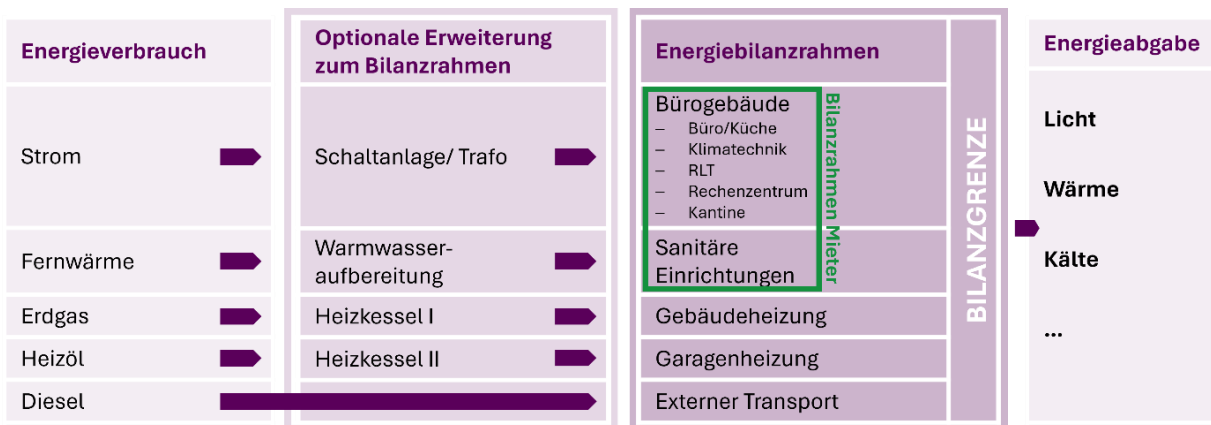 Energieverbrauch
Optionale Erweiterung
zum Bilanzrahmen
Energiebilanzrahmen
Energieabgabe
Strom
Schaltanlage/ Trafo
Bürogebäude
– Büro/Küche
– Klimatechnik
– RLT
– Rechenzentrum
– Kantine
Bilanzrahmen Mieter
BILANZGRENZE
Licht
Wärme
Kälte
...
Fernwärme
Warmwasser-
aufbereitung
Sanitäre
Einrichtungen
Erdgas
Heizkessel I
Gebäudeheizung
Heizöl
Heizkessel II
Garagenheizung
Diesel
Externer Transport